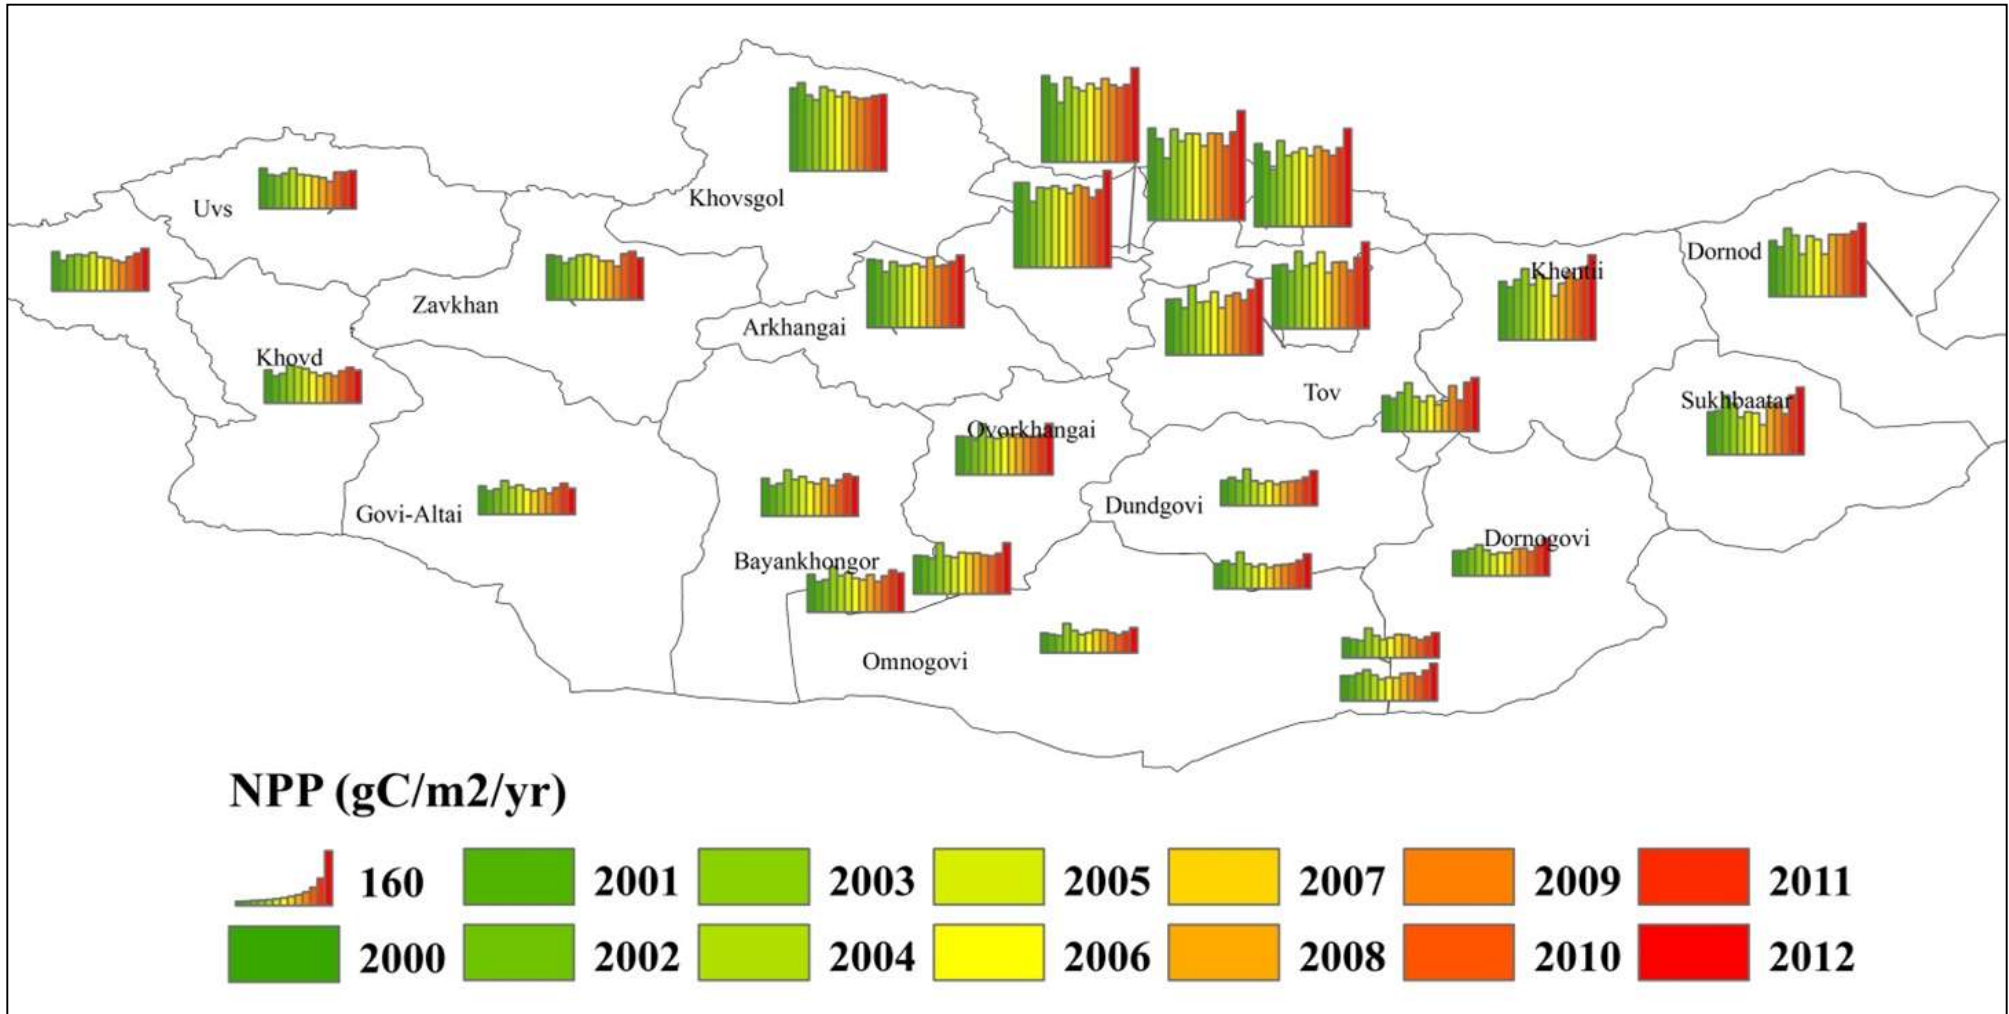 Khovsgol
Uvs
Dornod
Khentii
Zavkhan
Arkhangai
Khovd
Tov
Sukhbaatar
Ovorkhangai
Govi-Altai
Dundgovi
Dornogovi
Bayankhongor
Omnogovi
NPP (gC/m2/yr)
160 2001 2003 2005 2007 2009 2011
2000 2002 2004 2006 2008 2010 2012